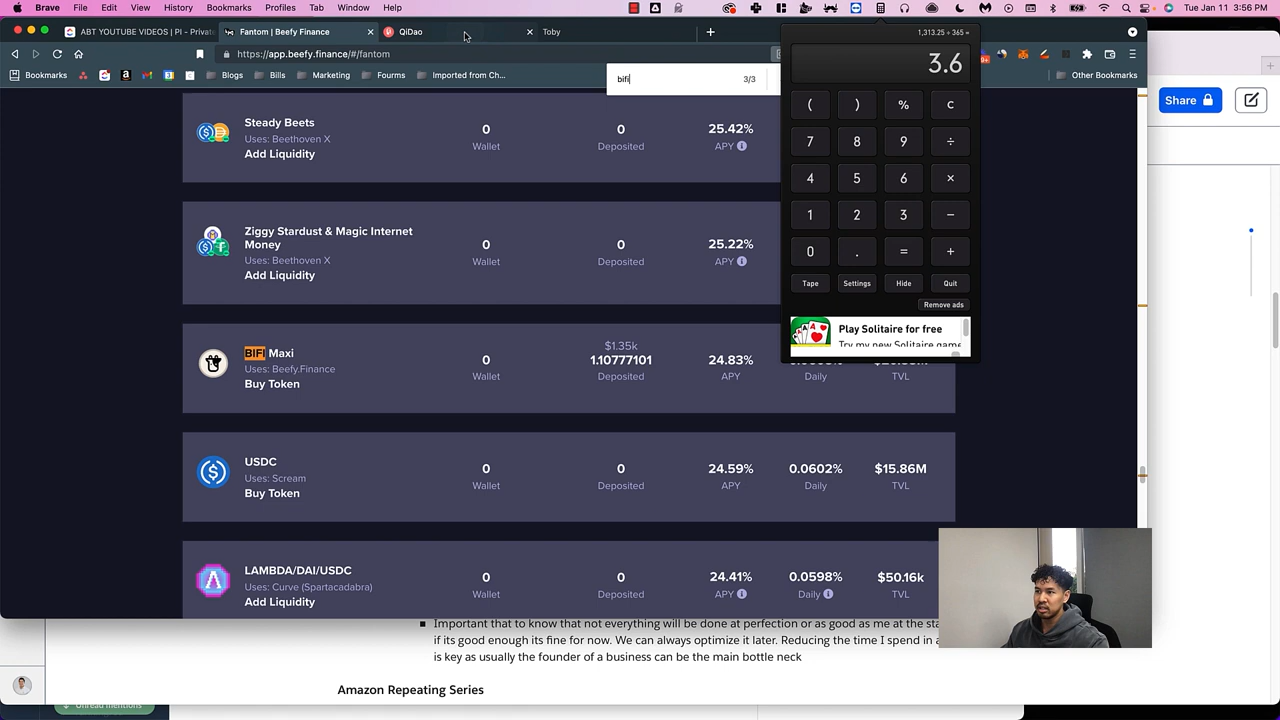 Brave File Edit View History Bookmarks Profiles Tab Window Help Tue Jan 11 3:56 PM
ABT YOUTUBE VIDEOS | PI - Privat
Fantom | Beefy Finance
QiDao
Toby
https://app.beefy.finance/#/fantom
Bookmarks Blogs Bills Marketing Fourms Imported from Ch... Other Bookmarks
bifi 3/3
1,313.25 ÷ 365 =
3.6
( ) % C
7 8 9 ÷
4 5 6 ×
1 2 3 −
0 . = +
Tape Settings Hide Quit
Remove ads
Play Solitaire for free
Try my new Solitaire game
Share
Steady Beets
Uses: Beethoven X
Add Liquidity
0 0 25.42%
Wallet Deposited APY
Ziggy Stardust & Magic Internet
Money
Uses: Beethoven X
Add Liquidity
0 0 25.22%
Wallet Deposited APY
BIFI Maxi
Uses: Beefy.Finance
Buy Token
$1.35k
0 1.10777101 24.83%
Wallet Deposited APY Daily TVL
USDC
Uses: Scream
Buy Token
0 0 24.59% 0.0602% $15.86M
Wallet Deposited APY Daily TVL
LAMBDA/DAI/USDC
Uses: Curve (Spartacadabra)
Add Liquidity
0 0 24.41% 0.0598% $50.16k
Wallet Deposited APY Daily TVL
Important that to know that not everything will be done at perfection or as good as me at the sta
if its good enough its fine for now. We can always optimize it later. Reducing the time I spend in a
is key as usually the founder of a business can be the main bottle neck
Amazon Repeating Series
Unread mentions